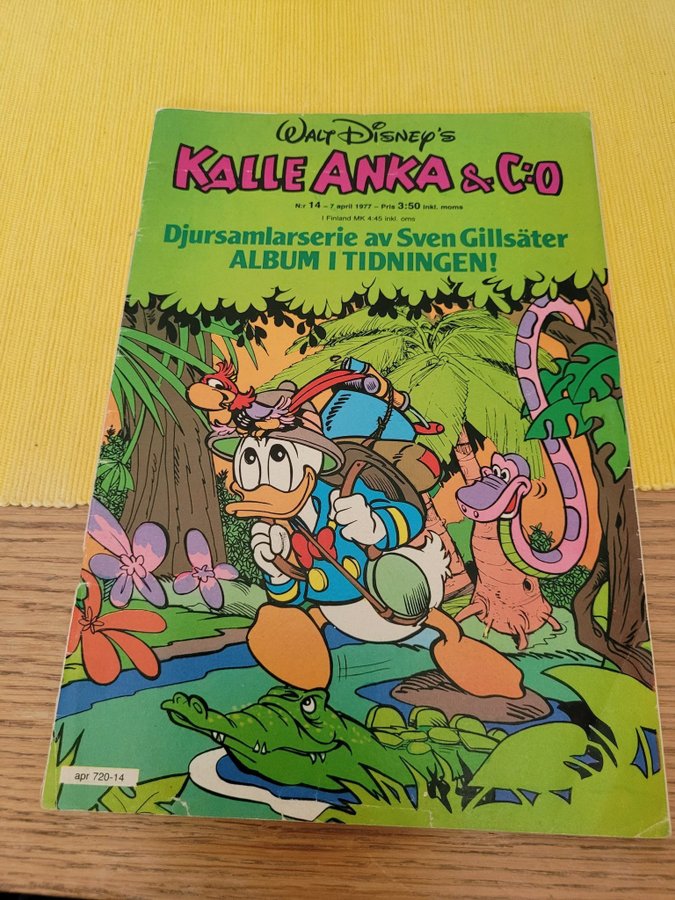 WALT DISNEY'S
KALLE ANKA & C:O
N:r 14 – 7 april 1977 – Pris 3:50 inkl. moms
I Finland MK 4:45 inkl. oms
Djursamlarserie av Sven Gillsäter
ALBUM I TIDNINGEN!
apr 720-14